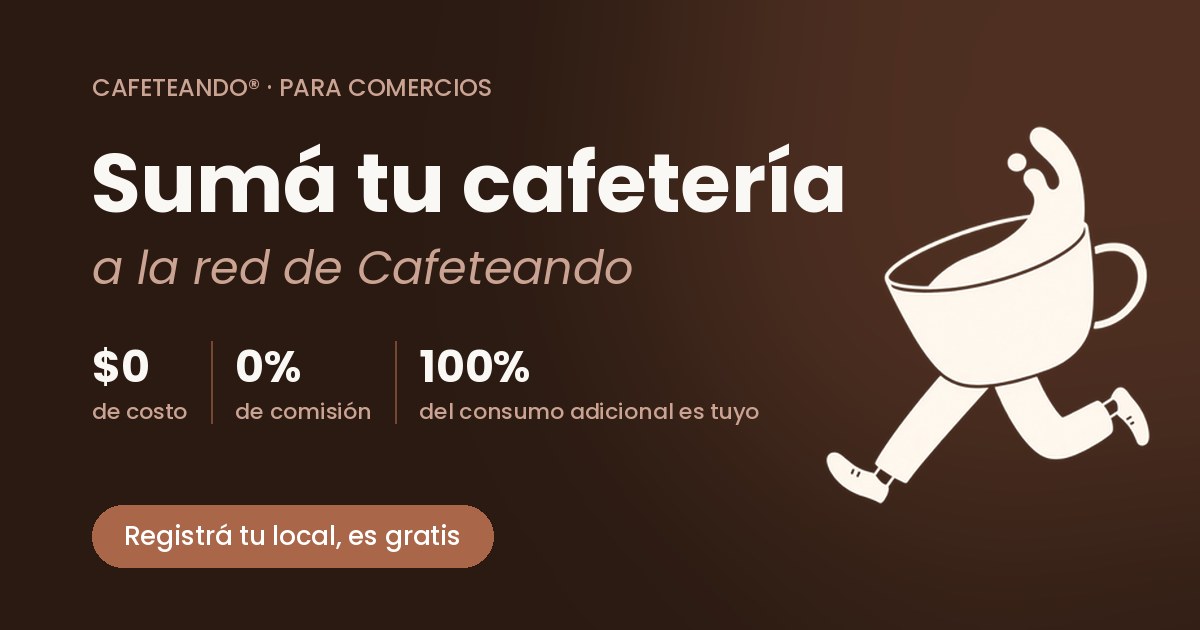 CAFETEANDO® · PARA COMERCIOS
Sumá tu cafetería
a la red de Cafeteando
$0
de costo
0%
de comisión
100%
del consumo adicional es tuyo
Registrá tu local, es gratis